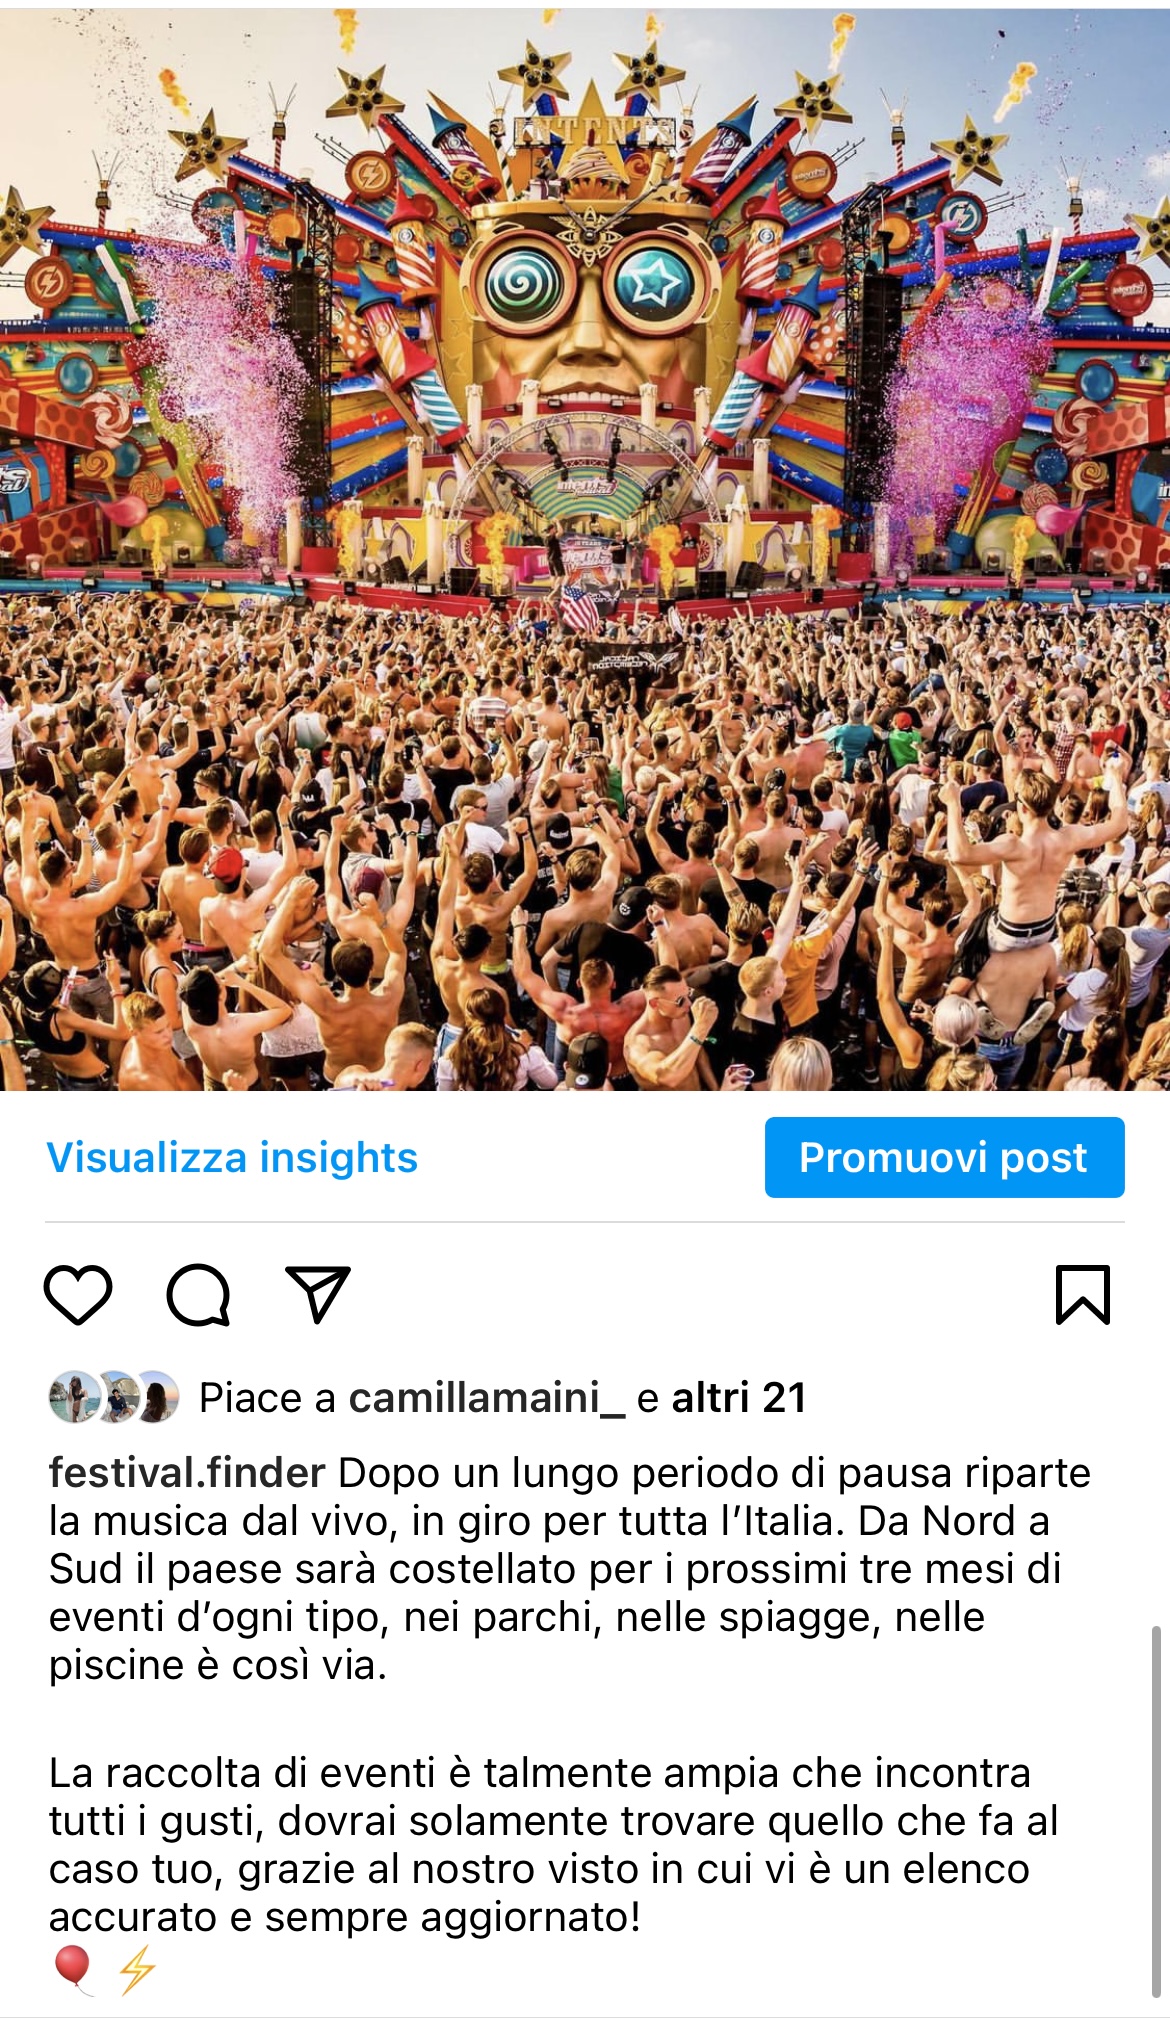 INTENTS
intents
festival
Visualizza insights
Promuovi post
Piace a camillamaini_ e altri 21
festival.finder Dopo un lungo periodo di pausa riparte
la musica dal vivo, in giro per tutta l’Italia. Da Nord a
Sud il paese sarà costellato per i prossimi tre mesi di
eventi d’ogni tipo, nei parchi, nelle spiagge, nelle
piscine è così via.
La raccolta di eventi è talmente ampia che incontra
tutti i gusti, dovrai solamente trovare quello che fa al
caso tuo, grazie al nostro visto in cui vi è un elenco
accurato e sempre aggiornato!
🎈 ⚡